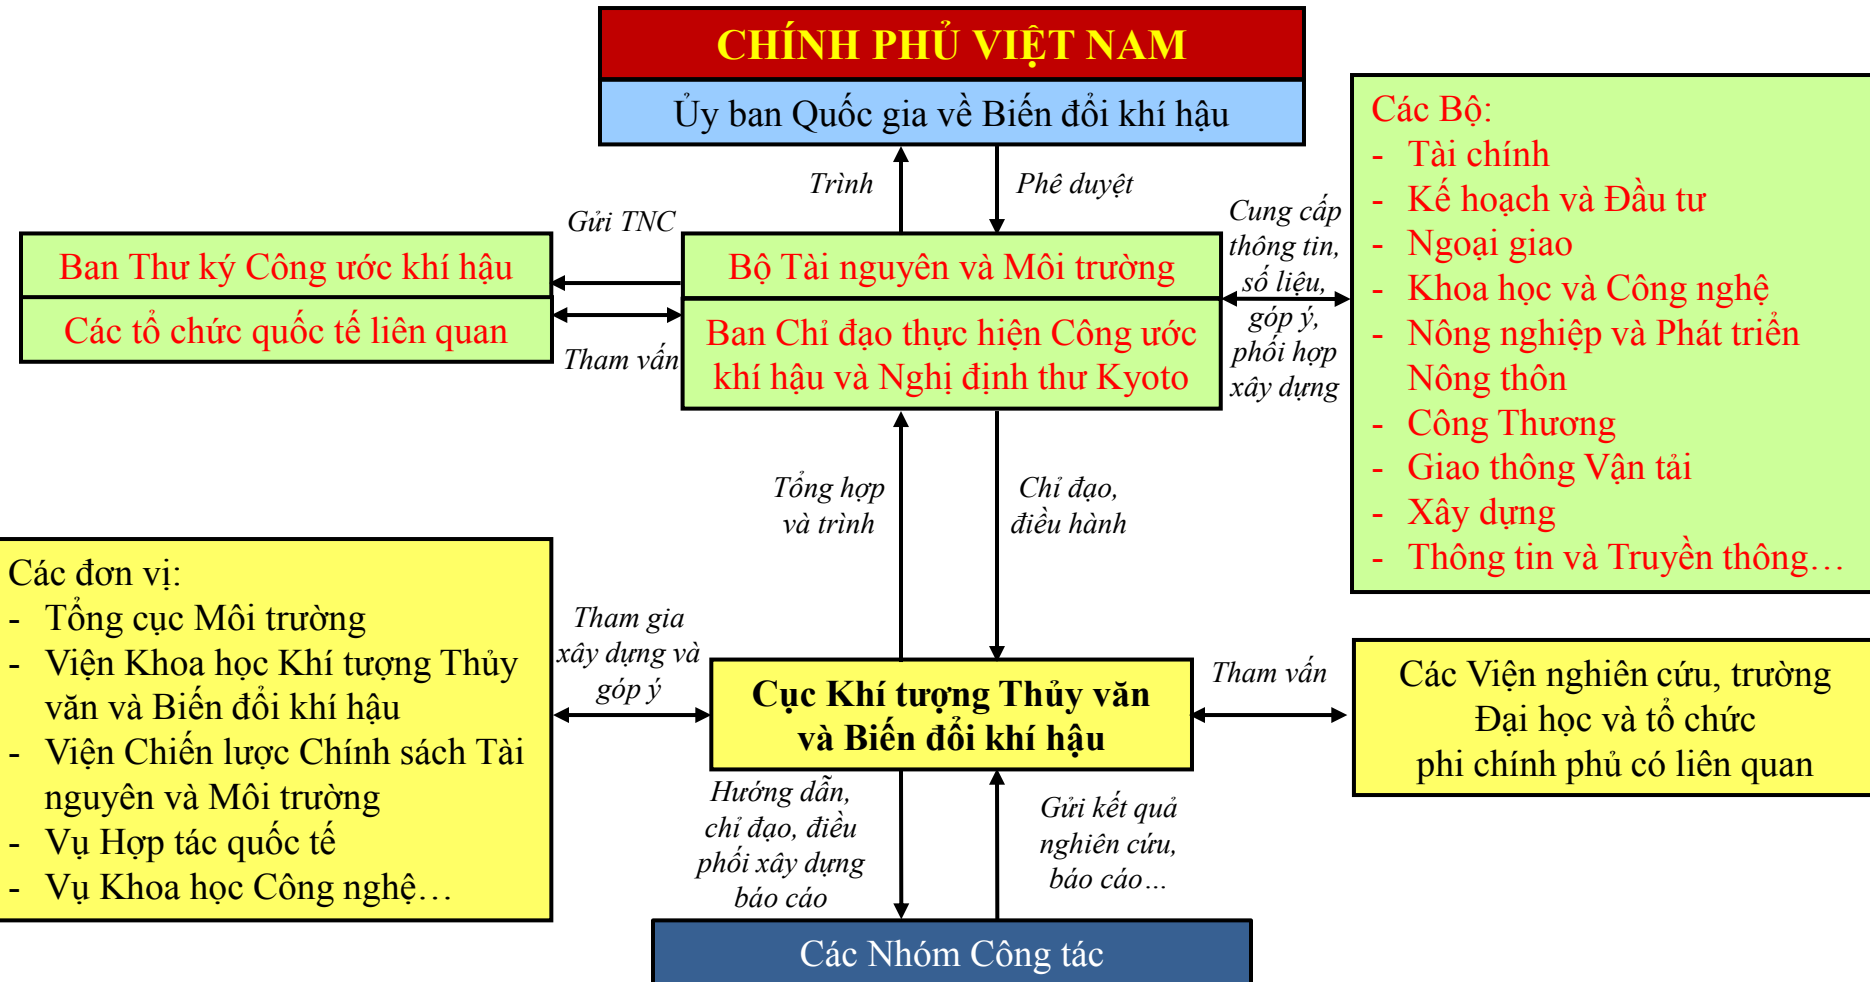 CHÍNH PHỦ VIỆT NAM
Ủy ban Quốc gia về Biến đổi khí hậu
Trình
Phê duyệt
Gửi TNC
Ban Thư ký Công ước khí hậu
Các tổ chức quốc tế liên quan
Tham vấn
Bộ Tài nguyên và Môi trường
Ban Chỉ đạo thực hiện Công ước
khí hậu và Nghị định thư Kyoto
Cung cấp
thông tin,
số liệu,
góp ý,
phối hợp
xây dựng
Các Bộ:
- Tài chính
- Kế hoạch và Đầu tư
- Ngoại giao
- Khoa học và Công nghệ
- Nông nghiệp và Phát triển
Nông thôn
- Công Thương
- Giao thông Vận tải
- Xây dựng
- Thông tin và Truyền thông…
Tổng hợp
và trình
Chỉ đạo,
điều hành
Các đơn vị:
- Tổng cục Môi trường
- Viện Khoa học Khí tượng Thủy
văn và Biến đổi khí hậu
- Viện Chiến lược Chính sách Tài
nguyên và Môi trường
- Vụ Hợp tác quốc tế
- Vụ Khoa học Công nghệ…
Tham gia
xây dựng và
góp ý
Cục Khí tượng Thủy văn
và Biến đổi khí hậu
Tham vấn
Các Viện nghiên cứu, trường
Đại học và tổ chức
phi chính phủ có liên quan
Hướng dẫn,
chỉ đạo, điều
phối xây dựng
báo cáo
Gửi kết quả
nghiên cứu,
báo cáo…
Các Nhóm Công tác